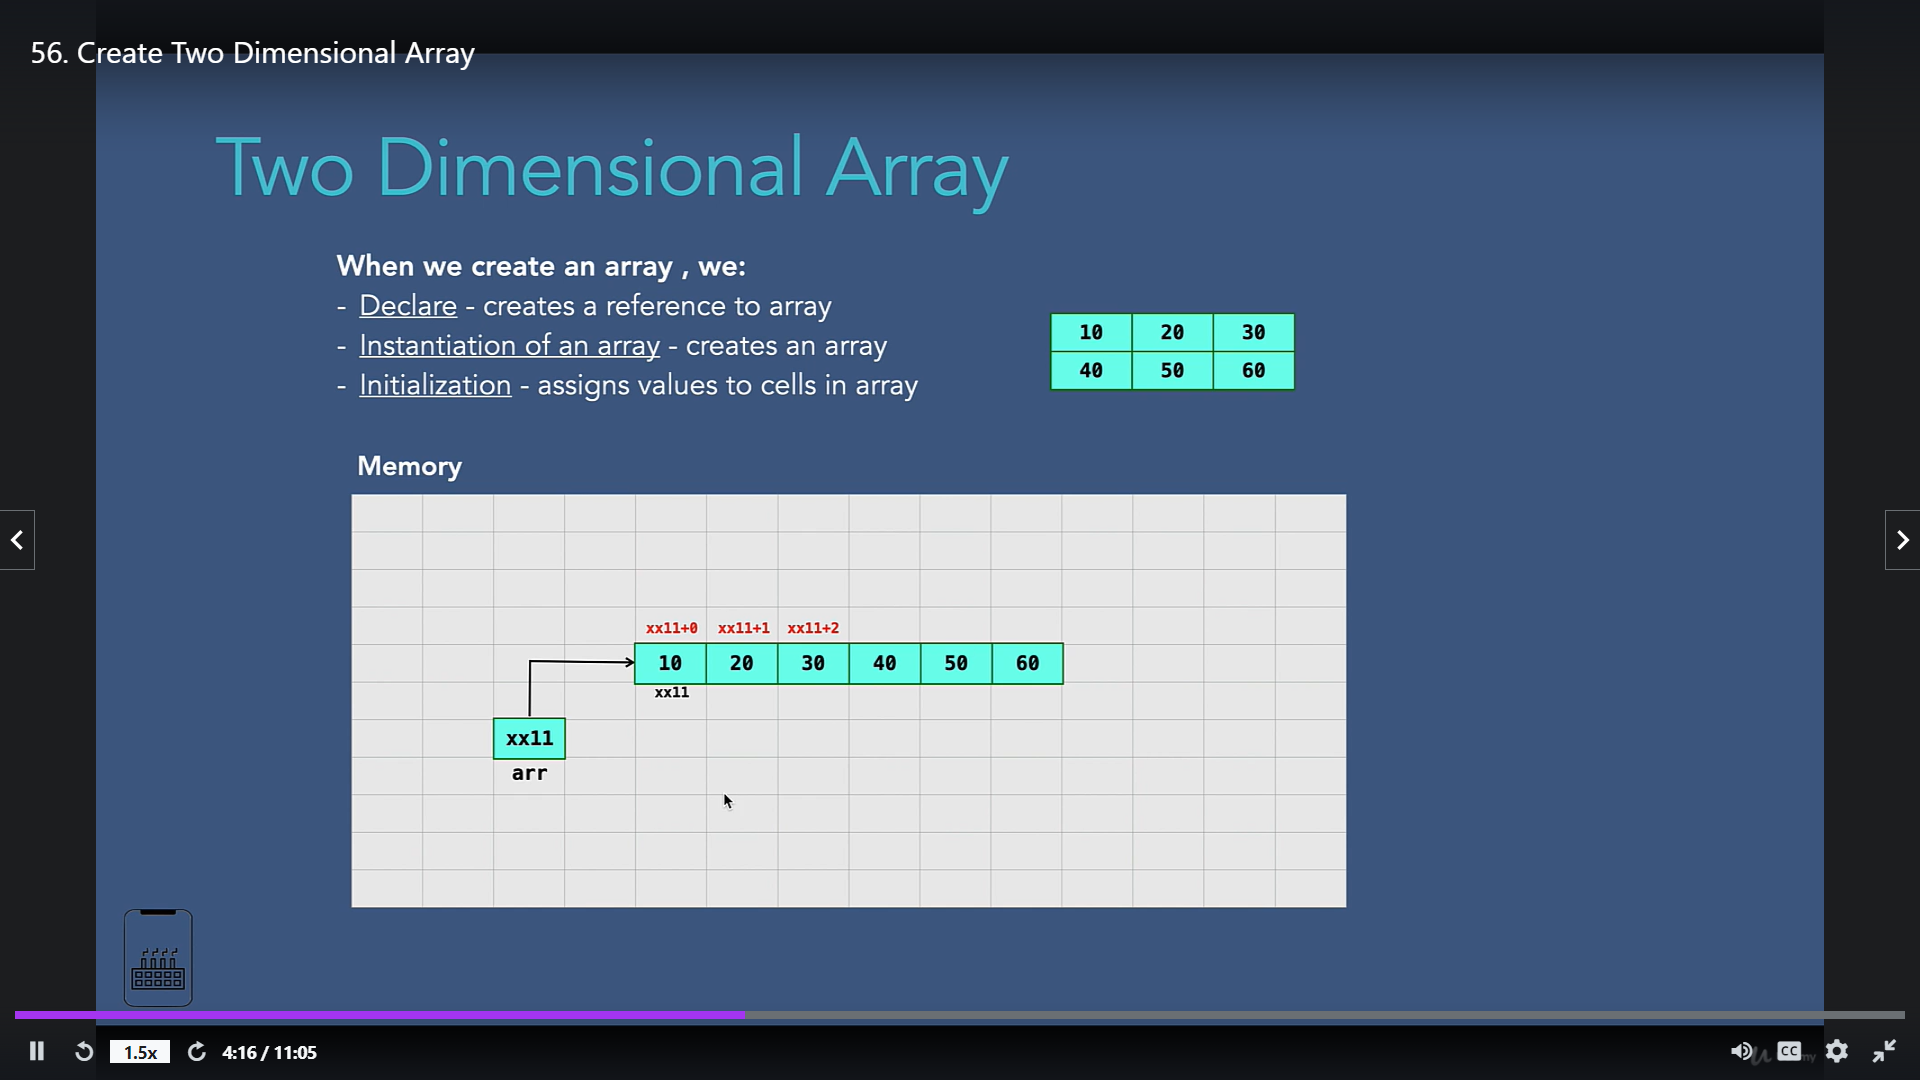 56. Create Two Dimensional Array
Two Dimensional Array
When we create an array , we:
- Declare - creates a reference to array
- Instantiation of an array - creates an array
- Initialization - assigns values to cells in array
10 20 30
40 50 60
Memory
xx11+0 xx11+1 xx11+2
10 20 30 40 50 60
xx11
xx11
arr
1.5x 4:16 / 11:05 CC